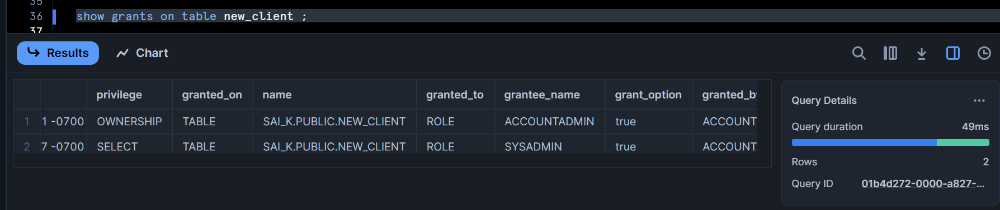 35
36 show grants on table new_client ;
37
Results Chart
privilege granted_on name granted_to grantee_name grant_option granted_by
1 1 -0700 OWNERSHIP TABLE SAI_K.PUBLIC.NEW_CLIENT ROLE ACCOUNTADMIN true ACCOUNT
2 7 -0700 SELECT TABLE SAI_K.PUBLIC.NEW_CLIENT ROLE SYSADMIN true ACCOUNT
Query Details ...
Query duration 49ms
Rows 2
Query ID 01b4d272-0000-a827-...